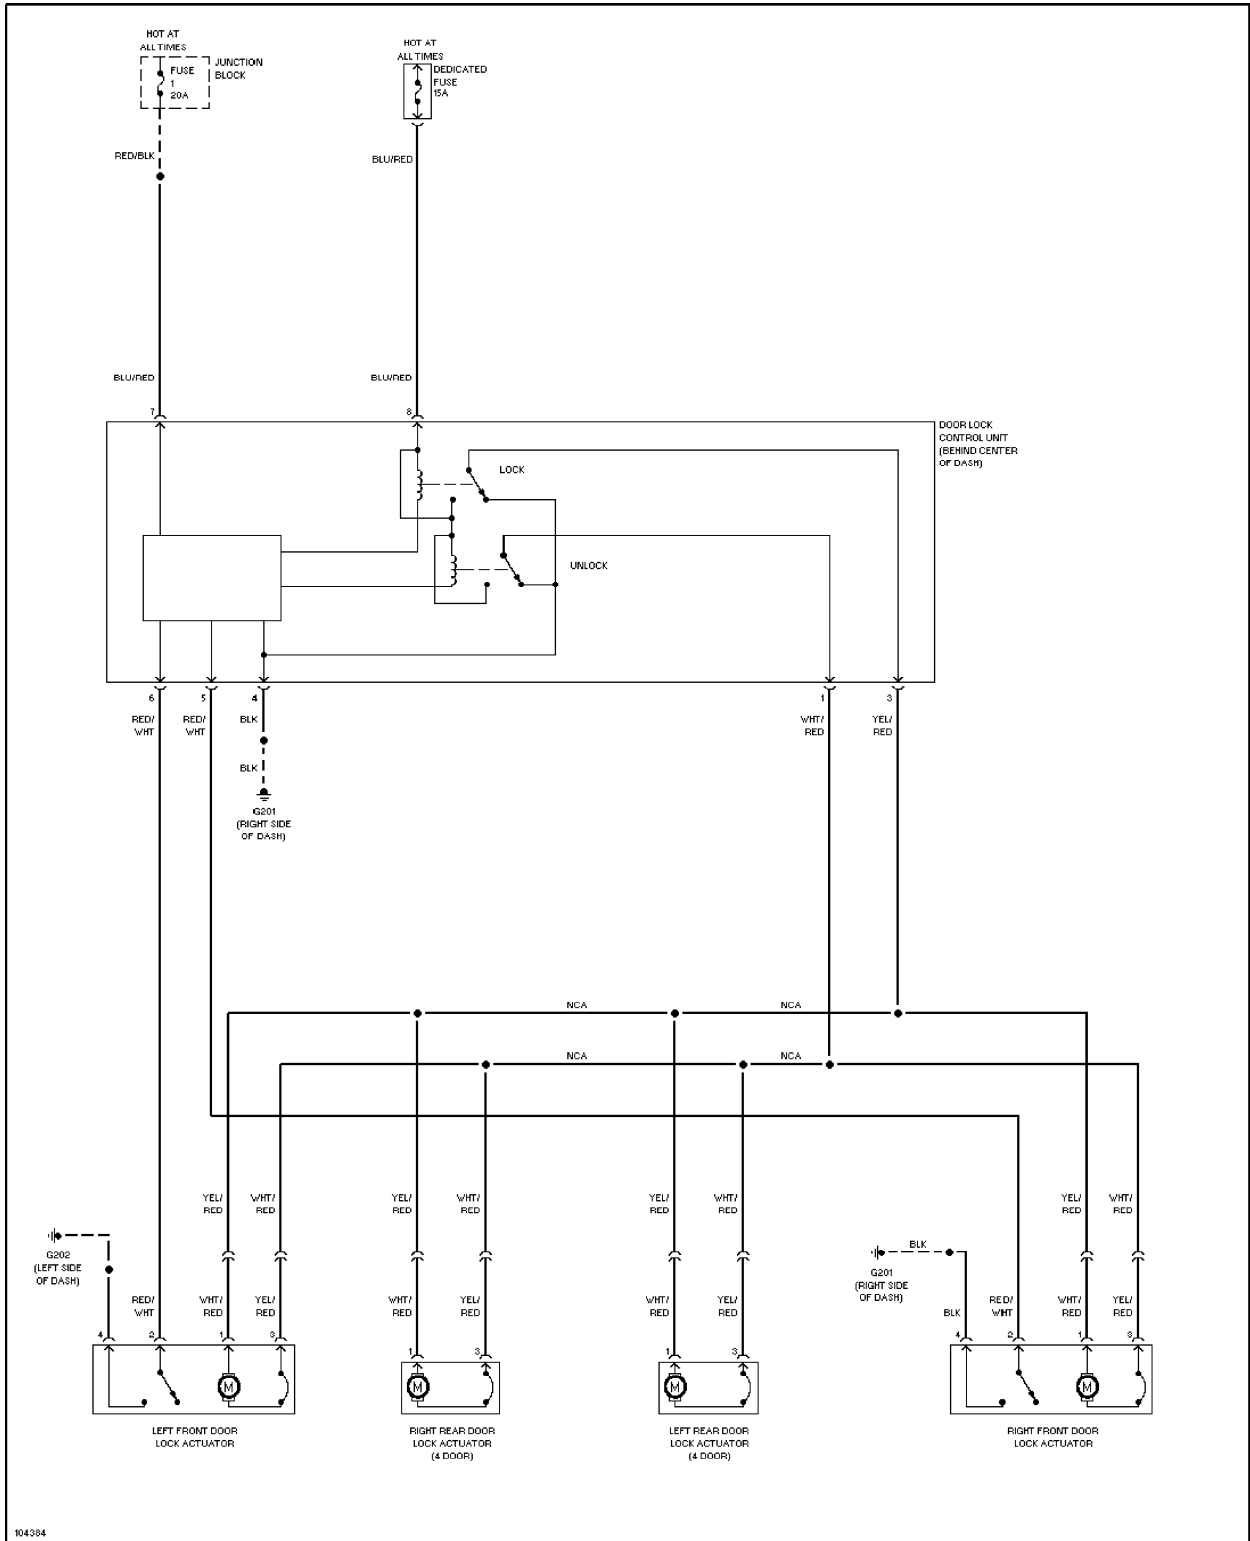 HOT AT
ALL TIMES
FUSE
1
20A
JUNCTION
BLOCK
HOT AT
ALL TIMES
DEDICATED
FUSE
15A
RED/BLK
BLU/RED
BLU/RED
BLU/RED
7
8
DOOR LOCK
CONTROL UNIT
(BEHIND CENTER
OF DASH)
LOCK
UNLOCK
6
5
4
1
3
RED/
WHT
RED/
WHT
BLK
WHT/
RED
YEL/
RED
BLK
G201
(RIGHT SIDE
OF DASH)
NCA
NCA
NCA
NCA
YEL/
RED
WHT/
RED
YEL/
RED
WHT/
RED
YEL/
RED
WHT/
RED
YEL/
RED
WHT/
RED
G202
(LEFT SIDE
OF DASH)
BLK
G201
(RIGHT SIDE
OF DASH)
RED/
WHT
WHT/
RED
YEL/
RED
WHT/
RED
YEL/
RED
WHT/
RED
YEL/
RED
BLK
RED/
WHT
WHT/
RED
YEL/
RED
4
2
1
3
1
3
1
3
4
2
1
3
M
M
M
M
LEFT FRONT DOOR
LOCK ACTUATOR
RIGHT REAR DOOR
LOCK ACTUATOR
(4 DOOR)
LEFT REAR DOOR
LOCK ACTUATOR
(4 DOOR)
RIGHT FRONT DOOR
LOCK ACTUATOR
104384